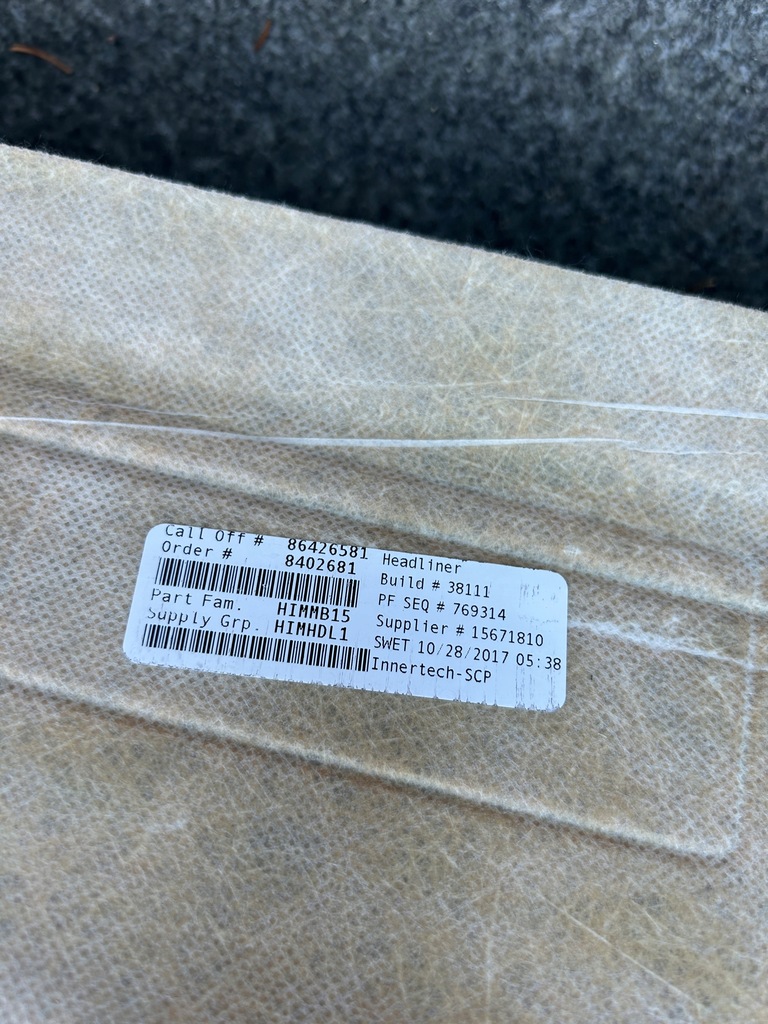 Call Off # 86426581
Order # 8402681
Part Fam. HIMMB15
Supply Grp. HIMHDL1
Headliner
Build # 38111
PF SEQ # 769314
Supplier # 15671810
SWET 10/28/2017 05:38
Innertech-SCP